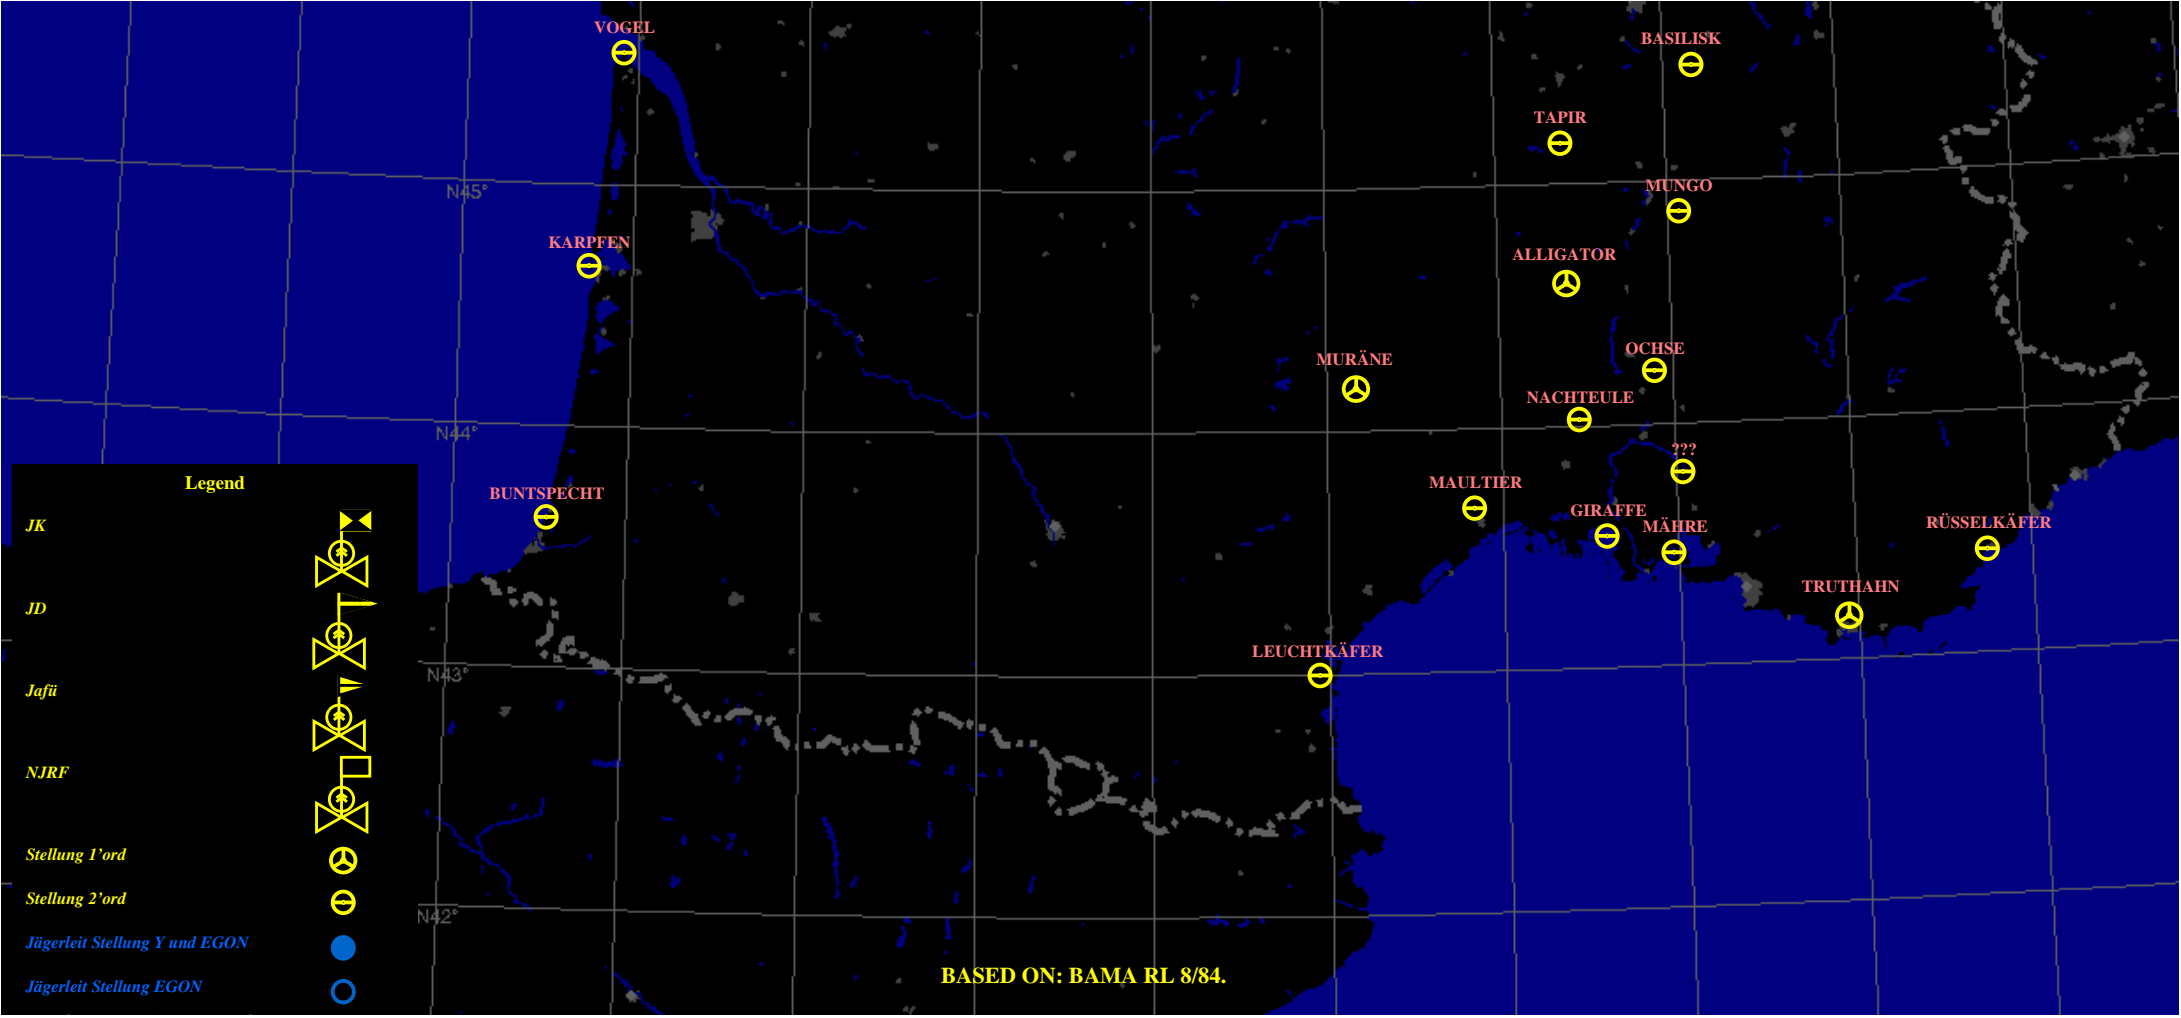 VOGEL
BASILISK
TAPIR
N45°
MUNGO
KARPFEN
ALLIGATOR
OCHSE
MURÄNE
NACHTEULE
N44°
???
MAULTIER
BUNTSPECHT
GIRAFFE
MÄHRE
RÜSSELKÄFER
TRUTHAHN
LEUCHTKÄFER
N43°
N42°
Legend
JK
JD
Jafü
NJRF
Stellung 1'ord
Stellung 2'ord
Jägerleit Stellung Y und EGON
Jägerleit Stellung EGON
BASED ON: BAMA RL 8/84.